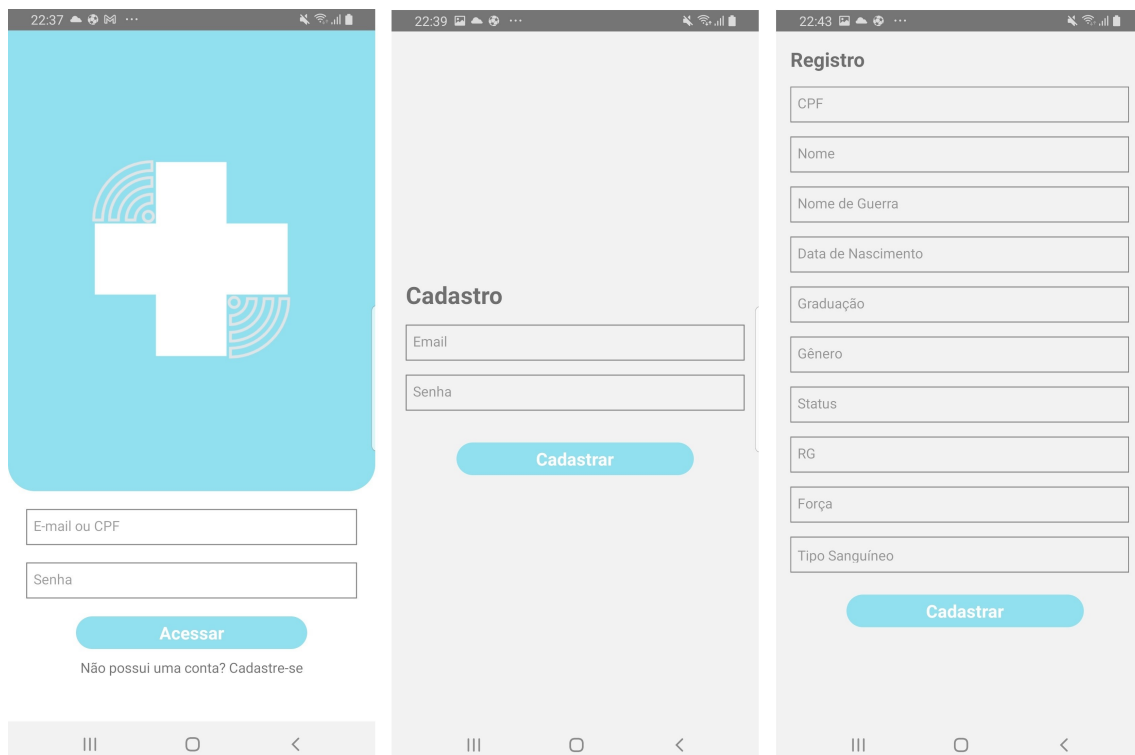 22:37
E-mail ou CPF
Senha
Acessar
Não possui uma conta? Cadastre-se
22:39
Cadastro
Email
Senha
Cadastrar
22:43
Registro
CPF
Nome
Nome de Guerra
Data de Nascimento
Graduação
Gênero
Status
RG
Força
Tipo Sanguíneo
Cadastrar